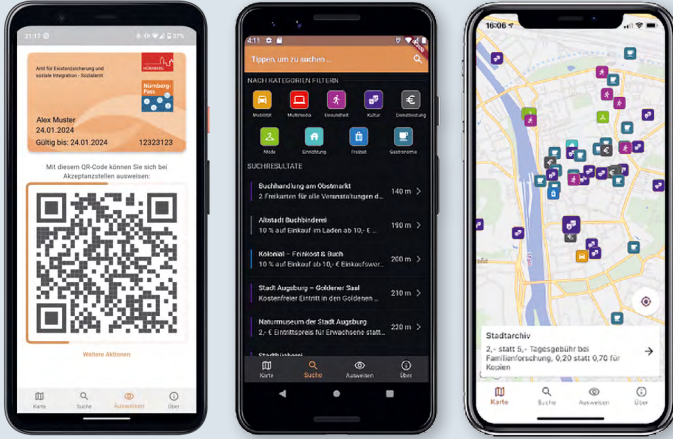 21:17
37%
Amt für Existenzsicherung und
soziale Integration - Sozialamt
NÜRNBERG
Nürnberg-
Pass
Alex Muster
24.01.2024
Gültig bis: 24.01.2024
12323123
Mit diesem QR-Code können Sie sich bei
Akzeptanzstellen ausweisen:
Weitere Aktionen
Karte
Suche
Ausweisen
Über
4:11
Tippen, um zu suchen ...
NACH KATEGORIEN FILTERN
Mobilität
Multimedia
Gesundheit
Kultur
Dienstleistung
Mode
Einrichtung
Freizeit
Gastronomie
SUCHRESULTATE
Buchhandlung am Obstmarkt
2 Freikarten für alle Veranstaltungen d...
140 m
Altstadt Buchbinderei
10 % auf Einkauf im Laden ab 10,- € ...
190 m
Kolonial – Feinkost & Buch
10 % auf Einkauf ab 10,- € Einkaufswer...
200 m
Stadt Augsburg – Goldener Saal
Kostenfreier Eintritt in den Goldenen ...
210 m
Naturmuseum der Stadt Augsburg
2,- € Eintrittspreis für Erwachsene statt...
220 m
Karte
Suche
Ausweisen
Über
16:06
Stadtarchiv
2,- statt 5,- Tagesgebühr bei
Familienforschung, 0,20 statt 0,70 für
Kopien
Karte
Suche
Ausweisen
Über